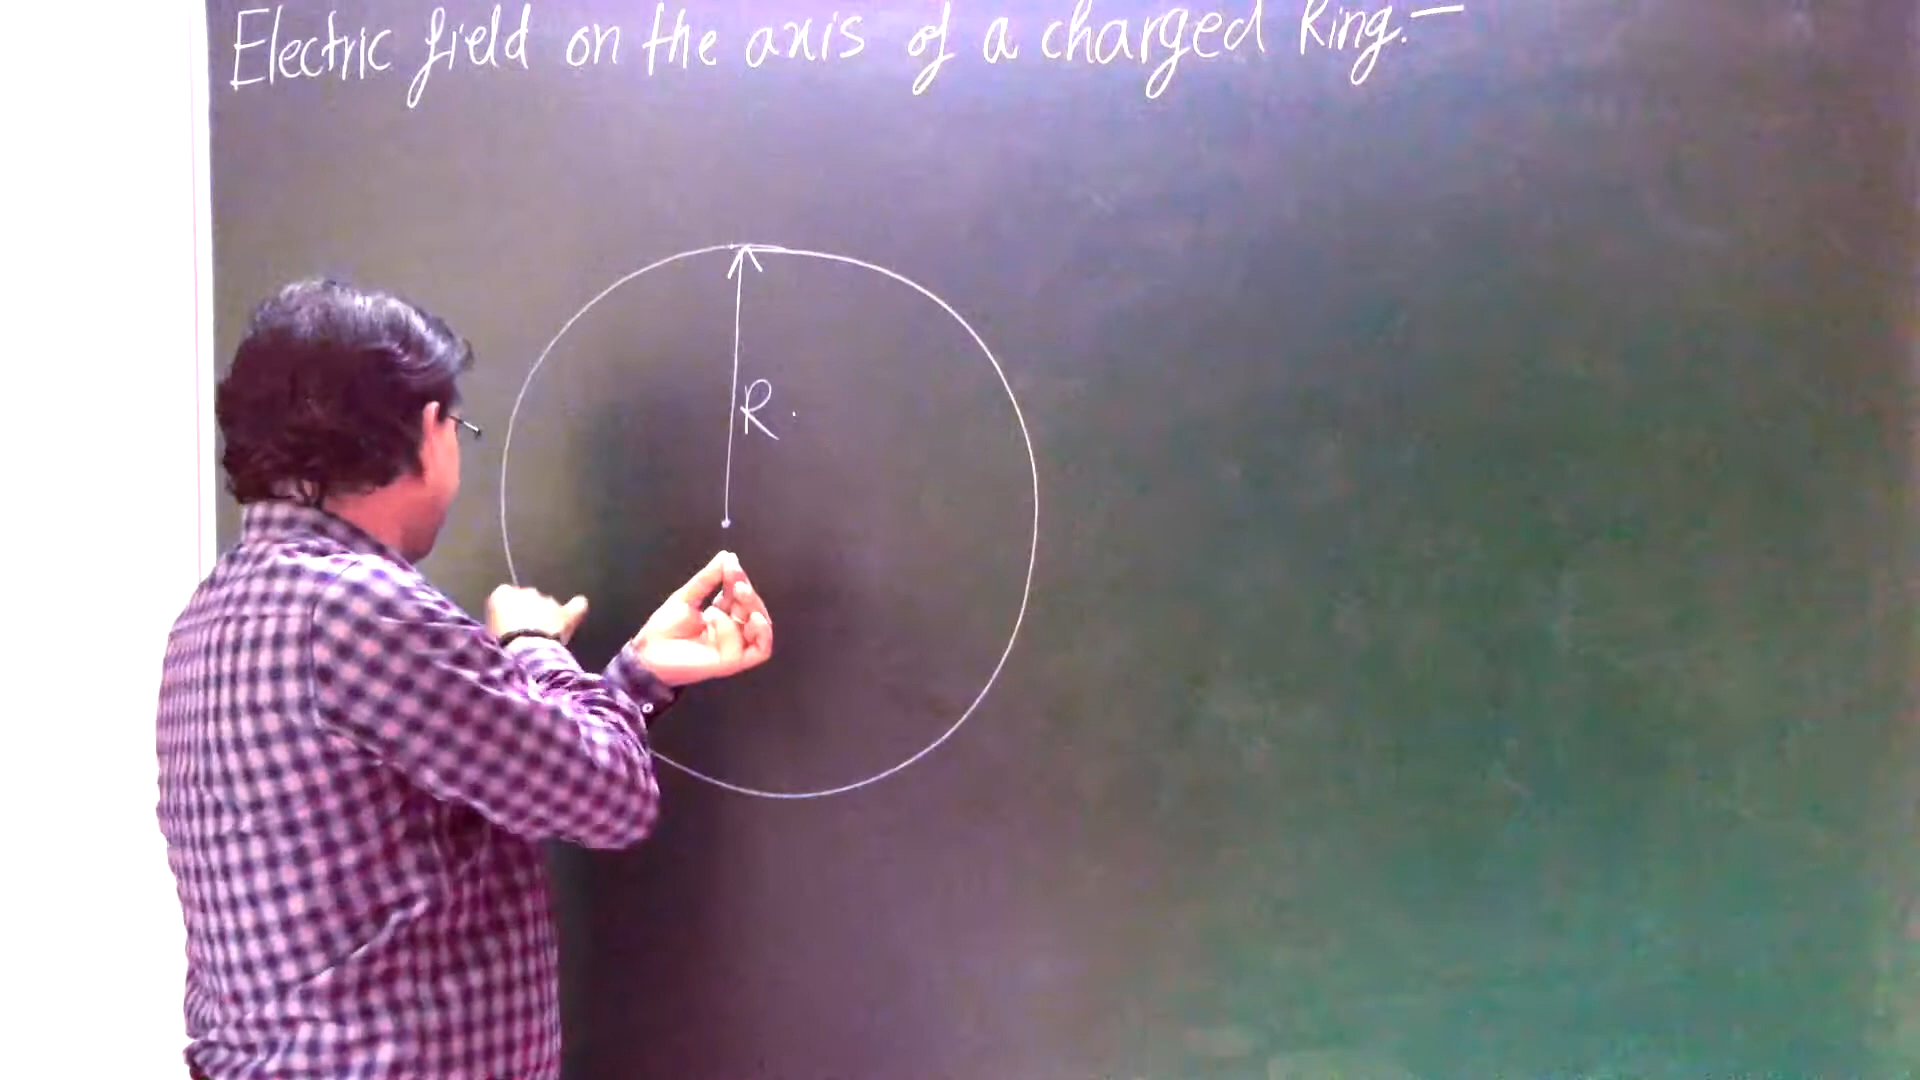 Electric field on the axis of a charged Ring.-
R.